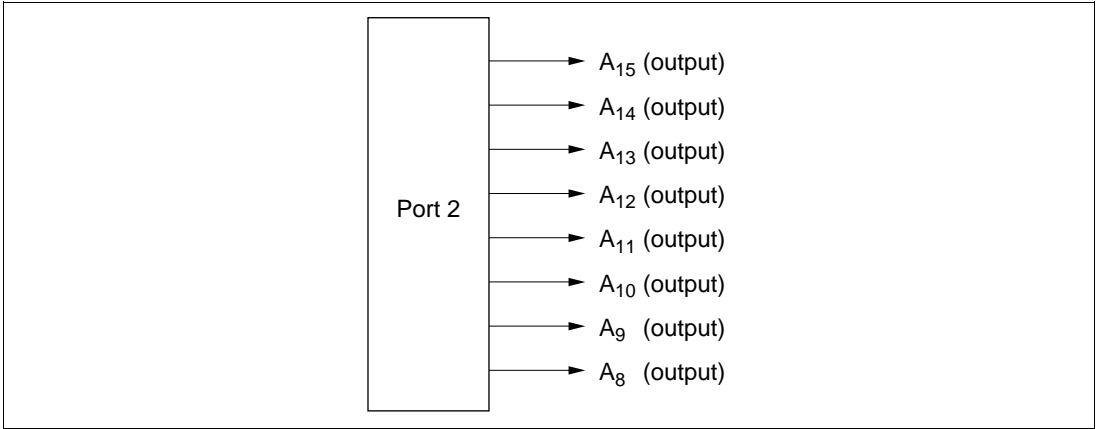 A15 (output)
A14 (output)
A13 (output)
A12 (output)
Port 2
A11 (output)
A10 (output)
A9 (output)
A8 (output)